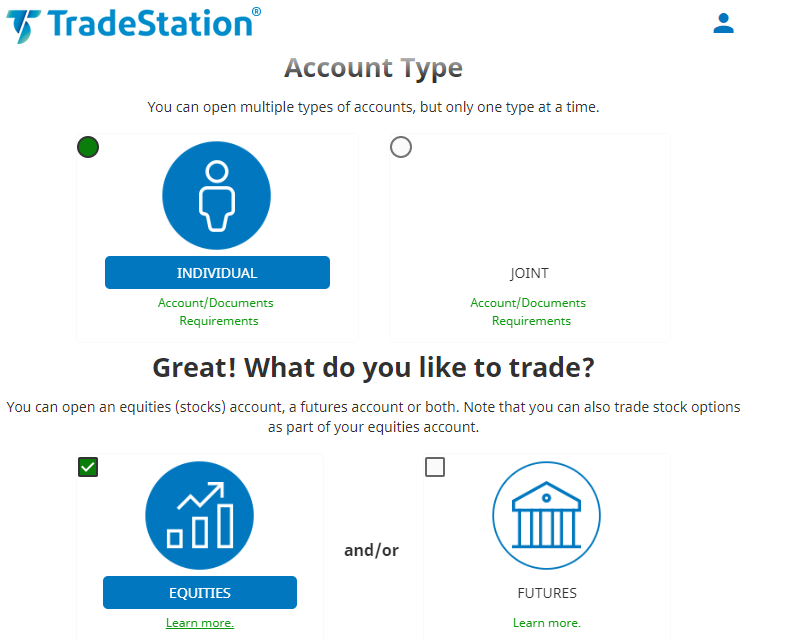 TradeStation®
Account Type
You can open multiple types of accounts, but only one type at a time.
INDIVIDUAL
Account/Documents
Requirements
JOINT
Account/Documents
Requirements
Great! What do you like to trade?
You can open an equities (stocks) account, a futures account or both. Note that you can also trade stock options
as part of your equities account.
EQUITIES
Learn more.
and/or
FUTURES
Learn more.